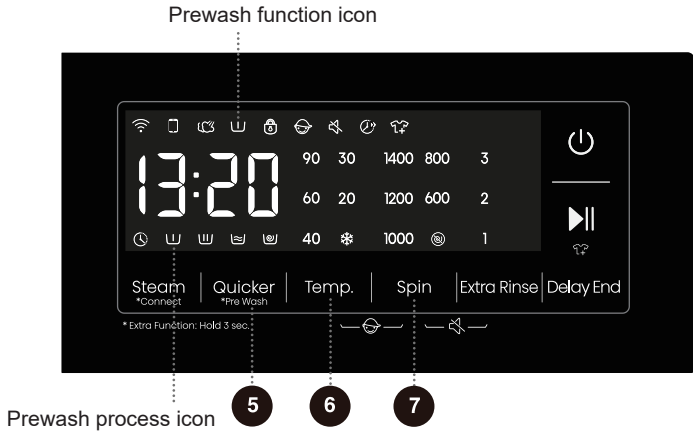 Prewash function icon
90 30 1400 800 3
13:20
60 20 1200 600 2
40 1000 1
Steam Quicker Temp. Spin Extra Rinse Delay End
*Connect *Pre Wash
* Extra Function: Hold 3 sec.
5 6 7
Prewash process icon